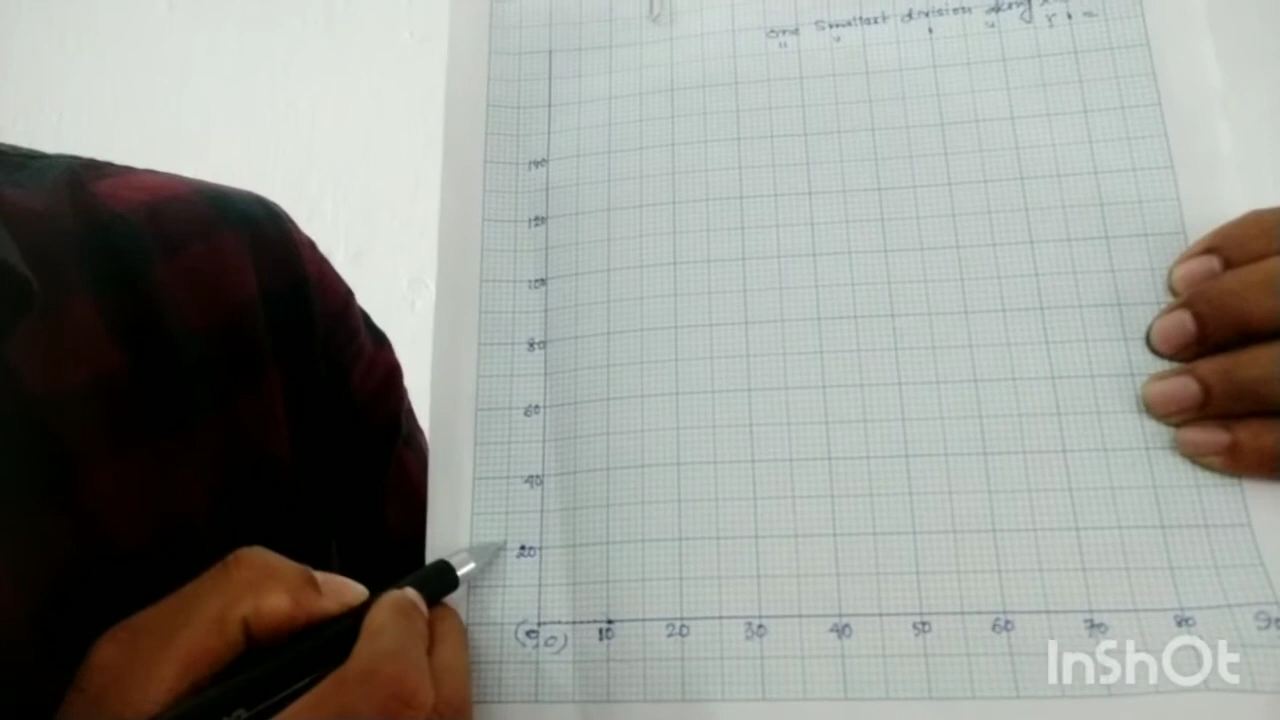 one smallest division along x
" " " " Y , =
140
120
100
80
60
40
20
(0,0) 10 20 30 40 50 60 70 80 90
InShOt